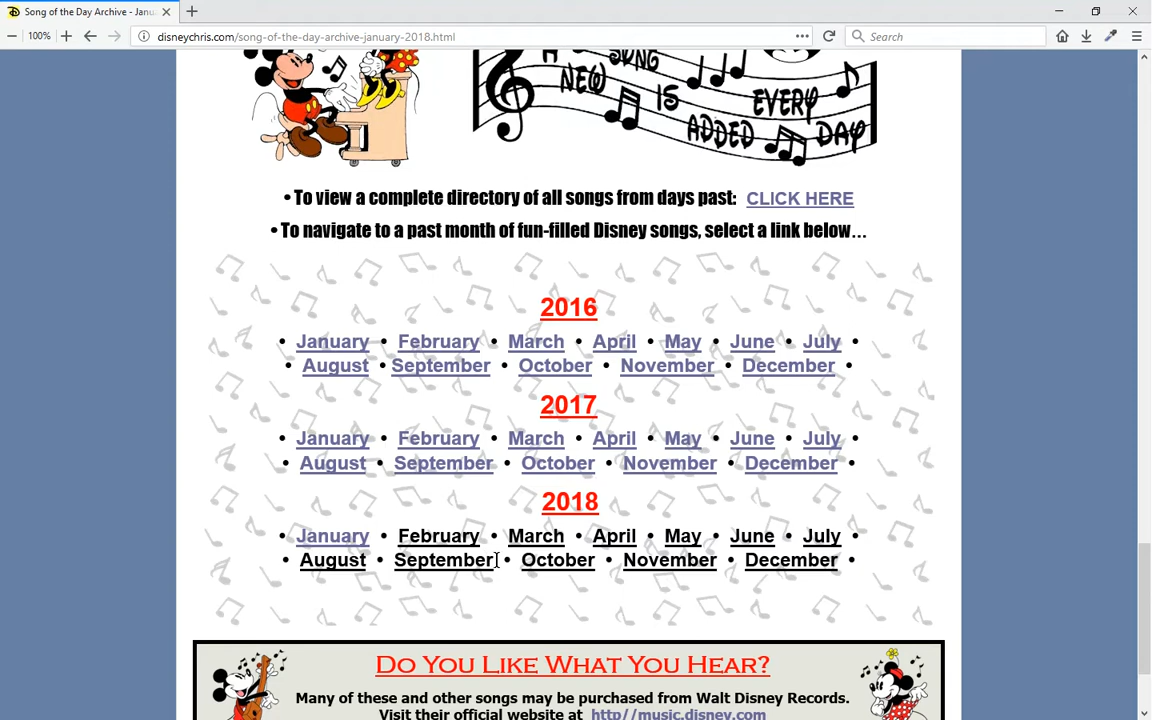 Song of the Day Archive - Janu
100%
disneychris.com/song-of-the-day-archive-january-2018.html
Search
A SONG
NEW IS EVERY
ADDED DAY
• To view a complete directory of all songs from days past: CLICK HERE
• To navigate to a past month of fun-filled Disney songs, select a link below…
2016
• January • February • March • April • May • June • July •
• August • September • October • November • December •
2017
• January • February • March • April • May • June • July •
• August • September • October • November • December •
2018
• January • February • March • April • May • June • July •
• August • September • October • November • December •
Do You Like What You Hear?
Many of these and other songs may be purchased from Walt Disney Records.
Visit their official website at http//music.disney.com